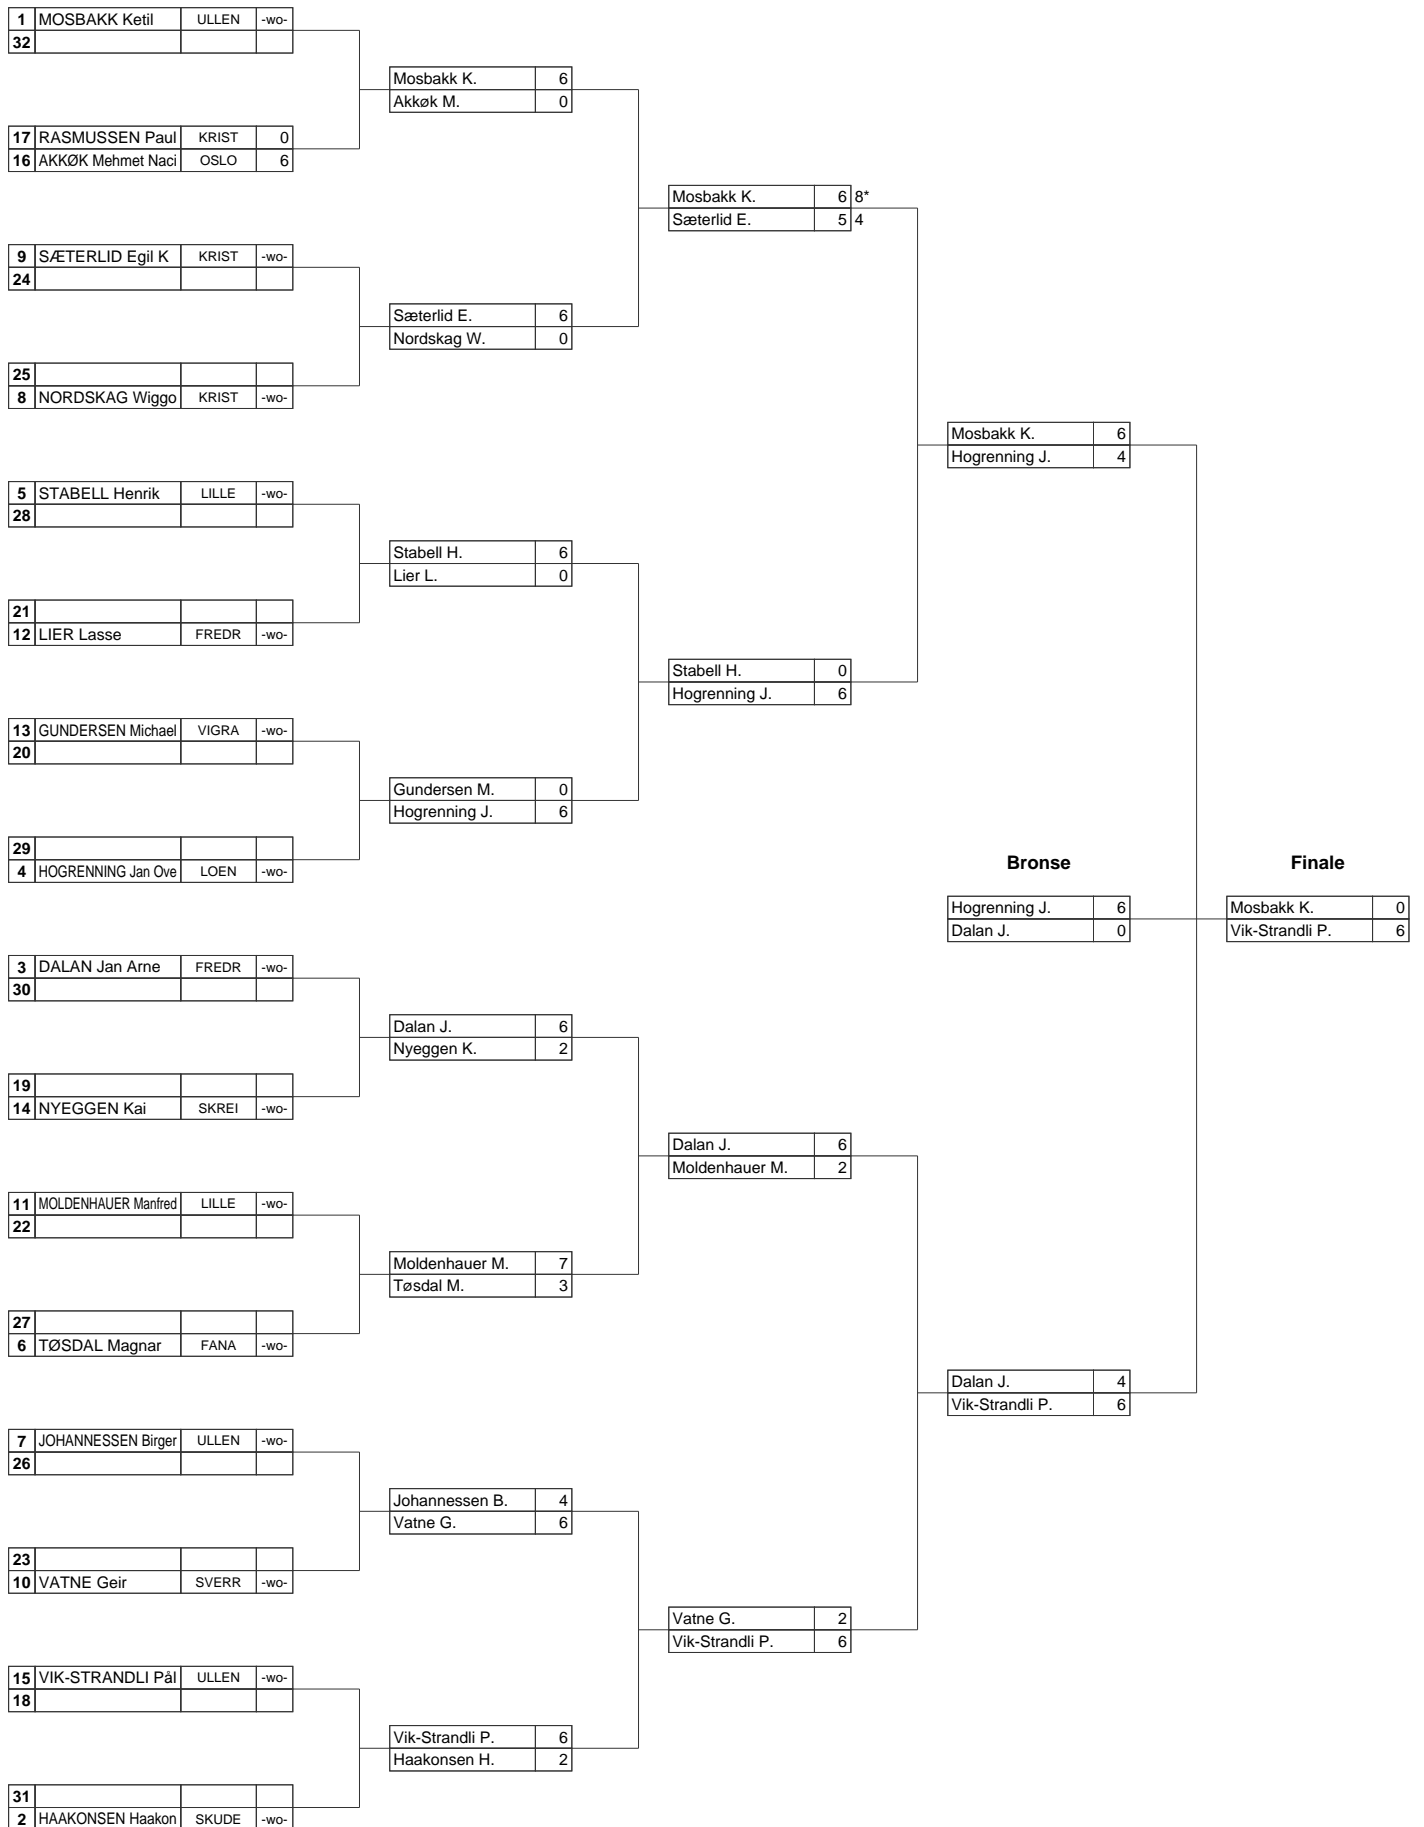 1 MOSBAKK Ketil ULLEN -wo-
32
Mosbakk K. 6
Akkøk M. 0
17 RASMUSSEN Paul KRIST 0
16 AKKØK Mehmet Naci OSLO 6
Mosbakk K. 6 8*
Sæterlid E. 5 4
9 SÆTERLID Egil K KRIST -wo-
24
Sæterlid E. 6
Nordskag W. 0
25
8 NORDSKAG Wiggo KRIST -wo-
Mosbakk K. 6
Hogrenning J. 4
5 STABELL Henrik LILLE -wo-
28
Stabell H. 6
Lier L. 0
21
12 LIER Lasse FREDR -wo-
Stabell H. 0
Hogrenning J. 6
13 GUNDERSEN Michael VIGRA -wo-
20
Gundersen M. 0
Hogrenning J. 6
29
4 HOGRENNING Jan Ove LOEN -wo-
Bronse Finale
Hogrenning J. 6 Mosbakk K. 0
Dalan J. 0 Vik-Strandli P. 6
3 DALAN Jan Arne FREDR -wo-
30
Dalan J. 6
Nyeggen K. 2
19
14 NYEGGEN Kai SKREI -wo-
Dalan J. 6
Moldenhauer M. 2
11 MOLDENHAUER Manfred LILLE -wo-
22
Moldenhauer M. 7
Tøsdal M. 3
27
6 TØSDAL Magnar FANA -wo-
Dalan J. 4
Vik-Strandli P. 6
7 JOHANNESSEN Birger ULLEN -wo-
26
Johannessen B. 4
Vatne G. 6
23
10 VATNE Geir SVERR -wo-
Vatne G. 2
Vik-Strandli P. 6
15 VIK-STRANDLI Pål ULLEN -wo-
18
Vik-Strandli P. 6
Haakonsen H. 2
31
2 HAAKONSEN Haakon SKUDE -wo-